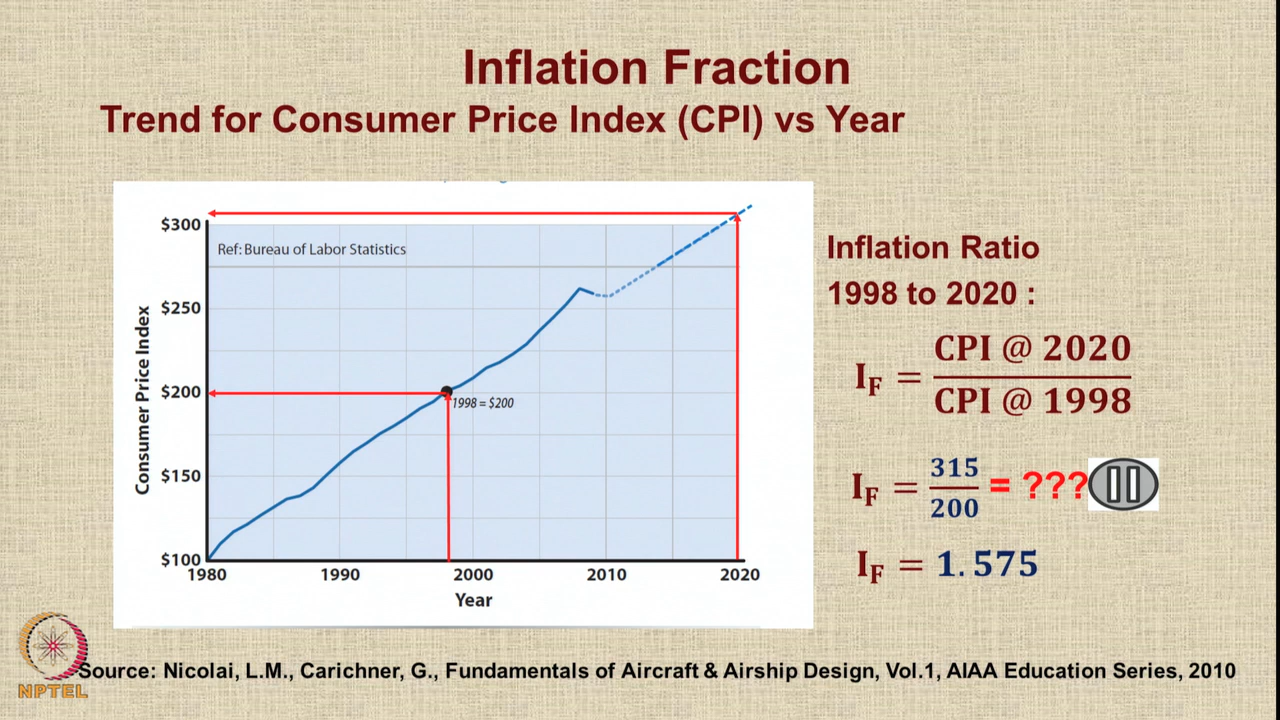 Inflation Fraction
Trend for Consumer Price Index (CPI) vs Year
$300
$250
$200
$150
$100
Consumer Price Index
Ref: Bureau of Labor Statistics
1998 = $200
1980
1990
2000
2010
2020
Year
Inflation Ratio
1998 to 2020 :
I_F = CPI @ 2020 / CPI @ 1998
I_F = 315 / 200 = ???
I_F = 1.575
Source: Nicolai, L.M., Carichner, G., Fundamentals of Aircraft & Airship Design, Vol.1, AIAA Education Series, 2010
NPTEL